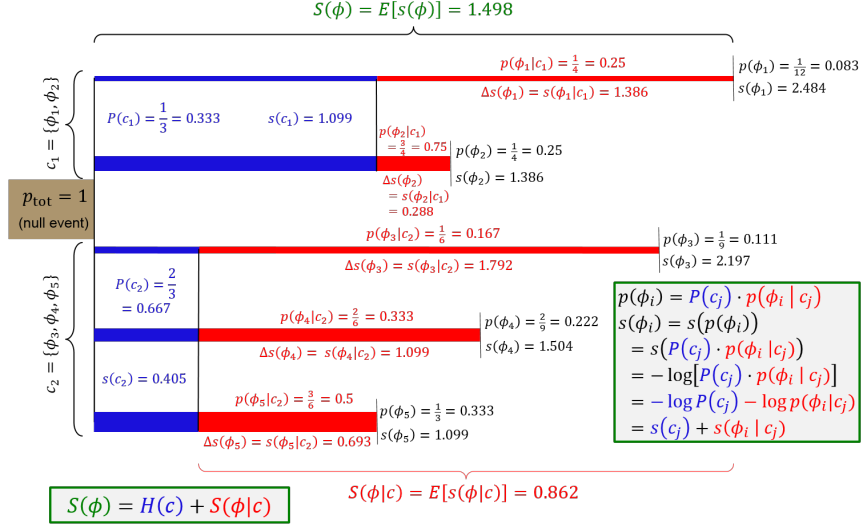 S(ϕ) = E[s(ϕ)] = 1.498
c₁ = {ϕ₁, ϕ₂}
p(ϕ₁|c₁) = 1/4 = 0.25
Δs(ϕ₁) = s(ϕ₁|c₁) = 1.386
p(ϕ₁) = 1/12 = 0.083
s(ϕ₁) = 2.484
P(c₁) = 1/3 = 0.333
s(c₁) = 1.099
p(ϕ₂|c₁)
= 3/4 = 0.75
Δs(ϕ₂)
= s(ϕ₂|c₁)
= 0.288
p(ϕ₂) = 1/4 = 0.25
s(ϕ₂) = 1.386
p_tot = 1
(null event)
c₂ = {ϕ₃, ϕ₄, ϕ₅}
p(ϕ₃|c₂) = 1/6 = 0.167
Δs(ϕ₃) = s(ϕ₃|c₂) = 1.792
p(ϕ₃) = 1/9 = 0.111
s(ϕ₃) = 2.197
P(c₂) = 2/3
= 0.667
p(ϕ₄|c₂) = 2/6 = 0.333
Δs(ϕ₄) = s(ϕ₄|c₂) = 1.099
p(ϕ₄) = 2/9 = 0.222
s(ϕ₄) = 1.504
s(c₂) = 0.405
p(ϕ₅|c₂) = 3/6 = 0.5
Δs(ϕ₅) = s(ϕ₅|c₂) = 0.693
p(ϕ₅) = 1/3 = 0.333
s(ϕ₅) = 1.099
p(ϕᵢ) = P(cⱼ) · p(ϕᵢ | cⱼ)
s(ϕᵢ) = s(p(ϕᵢ))
= s(P(cⱼ) · p(ϕᵢ |cⱼ))
= −log[P(cⱼ) · p(ϕᵢ | cⱼ)]
= −log P(cⱼ) − log p(ϕᵢ|cⱼ)
= s(cⱼ) + s(ϕᵢ | cⱼ)
S(ϕ|c) = E[s(ϕ|c)] = 0.862
S(ϕ) = H(c) + S(ϕ|c)